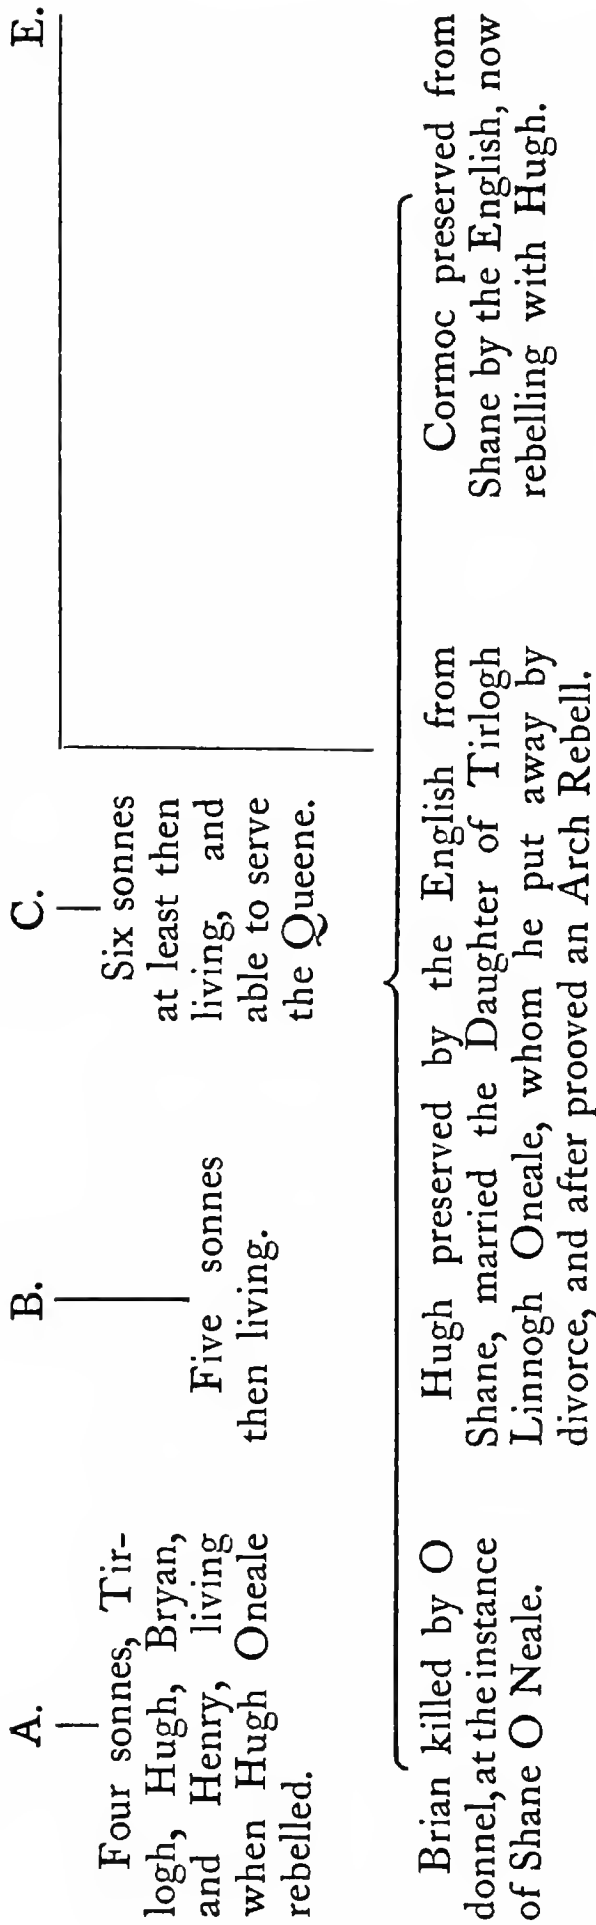 A.
Four sonnes, Tir-
logh, Hugh, Bryan,
and Henry, living
when Hugh Oneale
rebelled.
B.
Five sonnes
then living.
C.
Six sonnes
at least then
living, and
able to serve
the Queene.
E.
Brian killed by O
donnel, at the instance
of Shane O Neale.
Hugh preserved by the English from
Shane, married the Daughter of Tirlogh
Linnogh Oneale, whom he put away by
divorce, and after prooved an Arch Rebell.
Cormoc preserved from
Shane by the English, now
rebelling with Hugh.